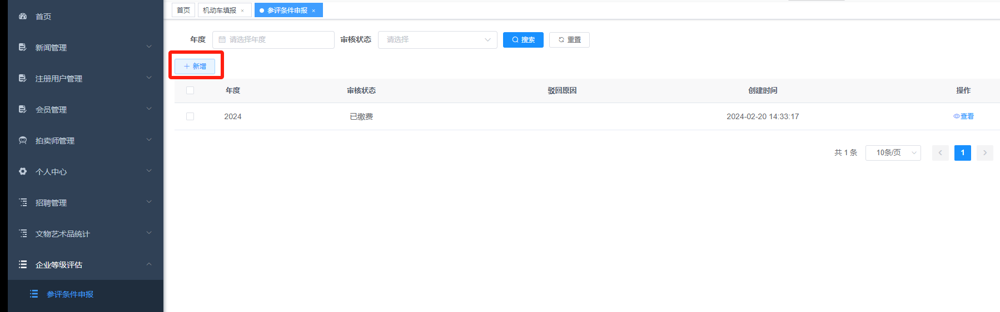 首页
新闻管理
注册用户管理
会员管理
拍卖师管理
个人中心
招聘管理
文物艺术品统计
企业等级评估
参评条件申报
首页 机动车填报 × 参评条件申报 ×
年度 请选择年度 审核状态 请选择 搜索 重置
+ 新增
年度 审核状态 驳回原因 创建时间 操作
2024 已缴费 2024-02-20 14:33:17 查看
共 1 条 10条/页 < 1 >